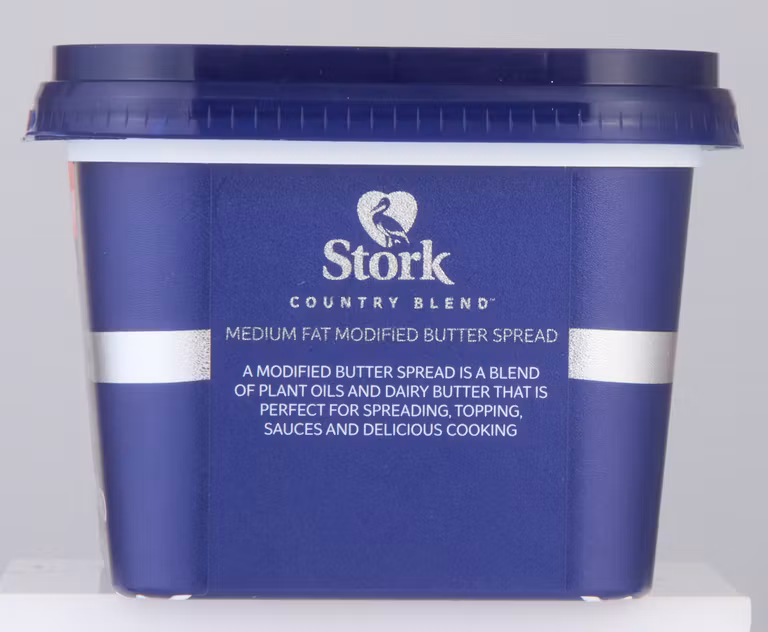 Stork
COUNTRY BLEND™
MEDIUM FAT MODIFIED BUTTER SPREAD
A MODIFIED BUTTER SPREAD IS A BLEND
OF PLANT OILS AND DAIRY BUTTER THAT IS
PERFECT FOR SPREADING, TOPPING,
SAUCES AND DELICIOUS COOKING